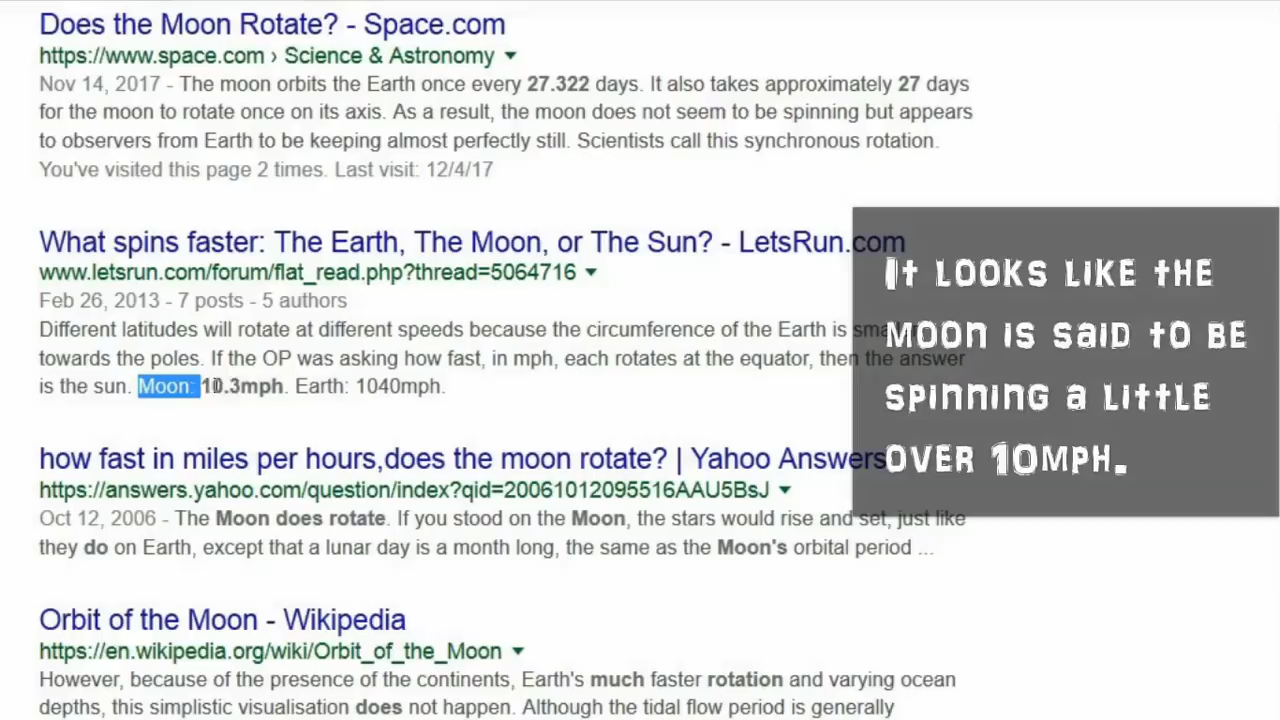 Does the Moon Rotate? - Space.com
https://www.space.com › Science & Astronomy
Nov 14, 2017 - The moon orbits the Earth once every 27.322 days. It also takes approximately 27 days
for the moon to rotate once on its axis. As a result, the moon does not seem to be spinning but appears
to observers from Earth to be keeping almost perfectly still. Scientists call this synchronous rotation.
You've visited this page 2 times. Last visit: 12/4/17
What spins faster: The Earth, The Moon, or The Sun? - LetsRun.com
www.letsrun.com/forum/flat_read.php?thread=5064716
Feb 26, 2013 - 7 posts - 5 authors
Different latitudes will rotate at different speeds because the circumference of the Earth is smaller
towards the poles. If the OP was asking how fast, in mph, each rotates at the equator, then the answer
is the sun. Moon: 10.3mph. Earth: 1040mph.
It looks like the
moon is said to be
spinning a little
over 10mph.
how fast in miles per hours,does the moon rotate? | Yahoo Answers
https://answers.yahoo.com/question/index?qid=20061012095516AAU5BsJ
Oct 12, 2006 - The Moon does rotate. If you stood on the Moon, the stars would rise and set, just like
they do on Earth, except that a lunar day is a month long, the same as the Moon's orbital period ...
Orbit of the Moon - Wikipedia
https://en.wikipedia.org/wiki/Orbit_of_the_Moon
However, because of the presence of the continents, Earth's much faster rotation and varying ocean
depths, this simplistic visualisation does not happen. Although the tidal flow period is generally